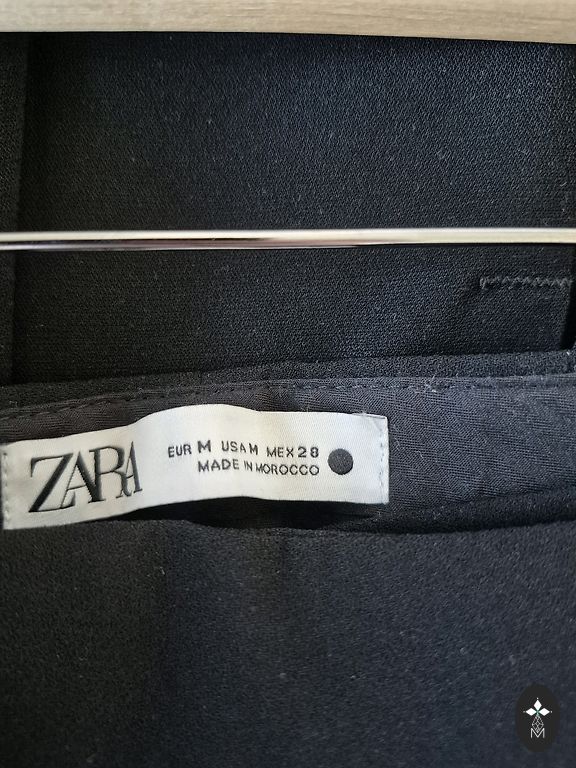 ZARA
EUR M USA M MEX 28
MADE IN MOROCCO
M